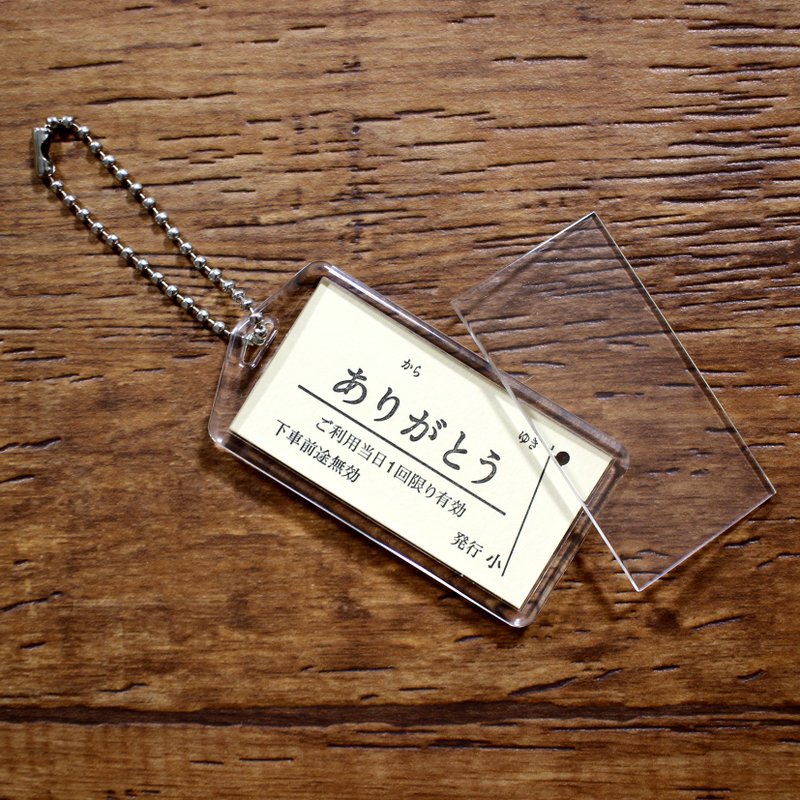 から
ありがとう
ゆき
ご利用当日1回限り有効
下車前途無効
発行 小